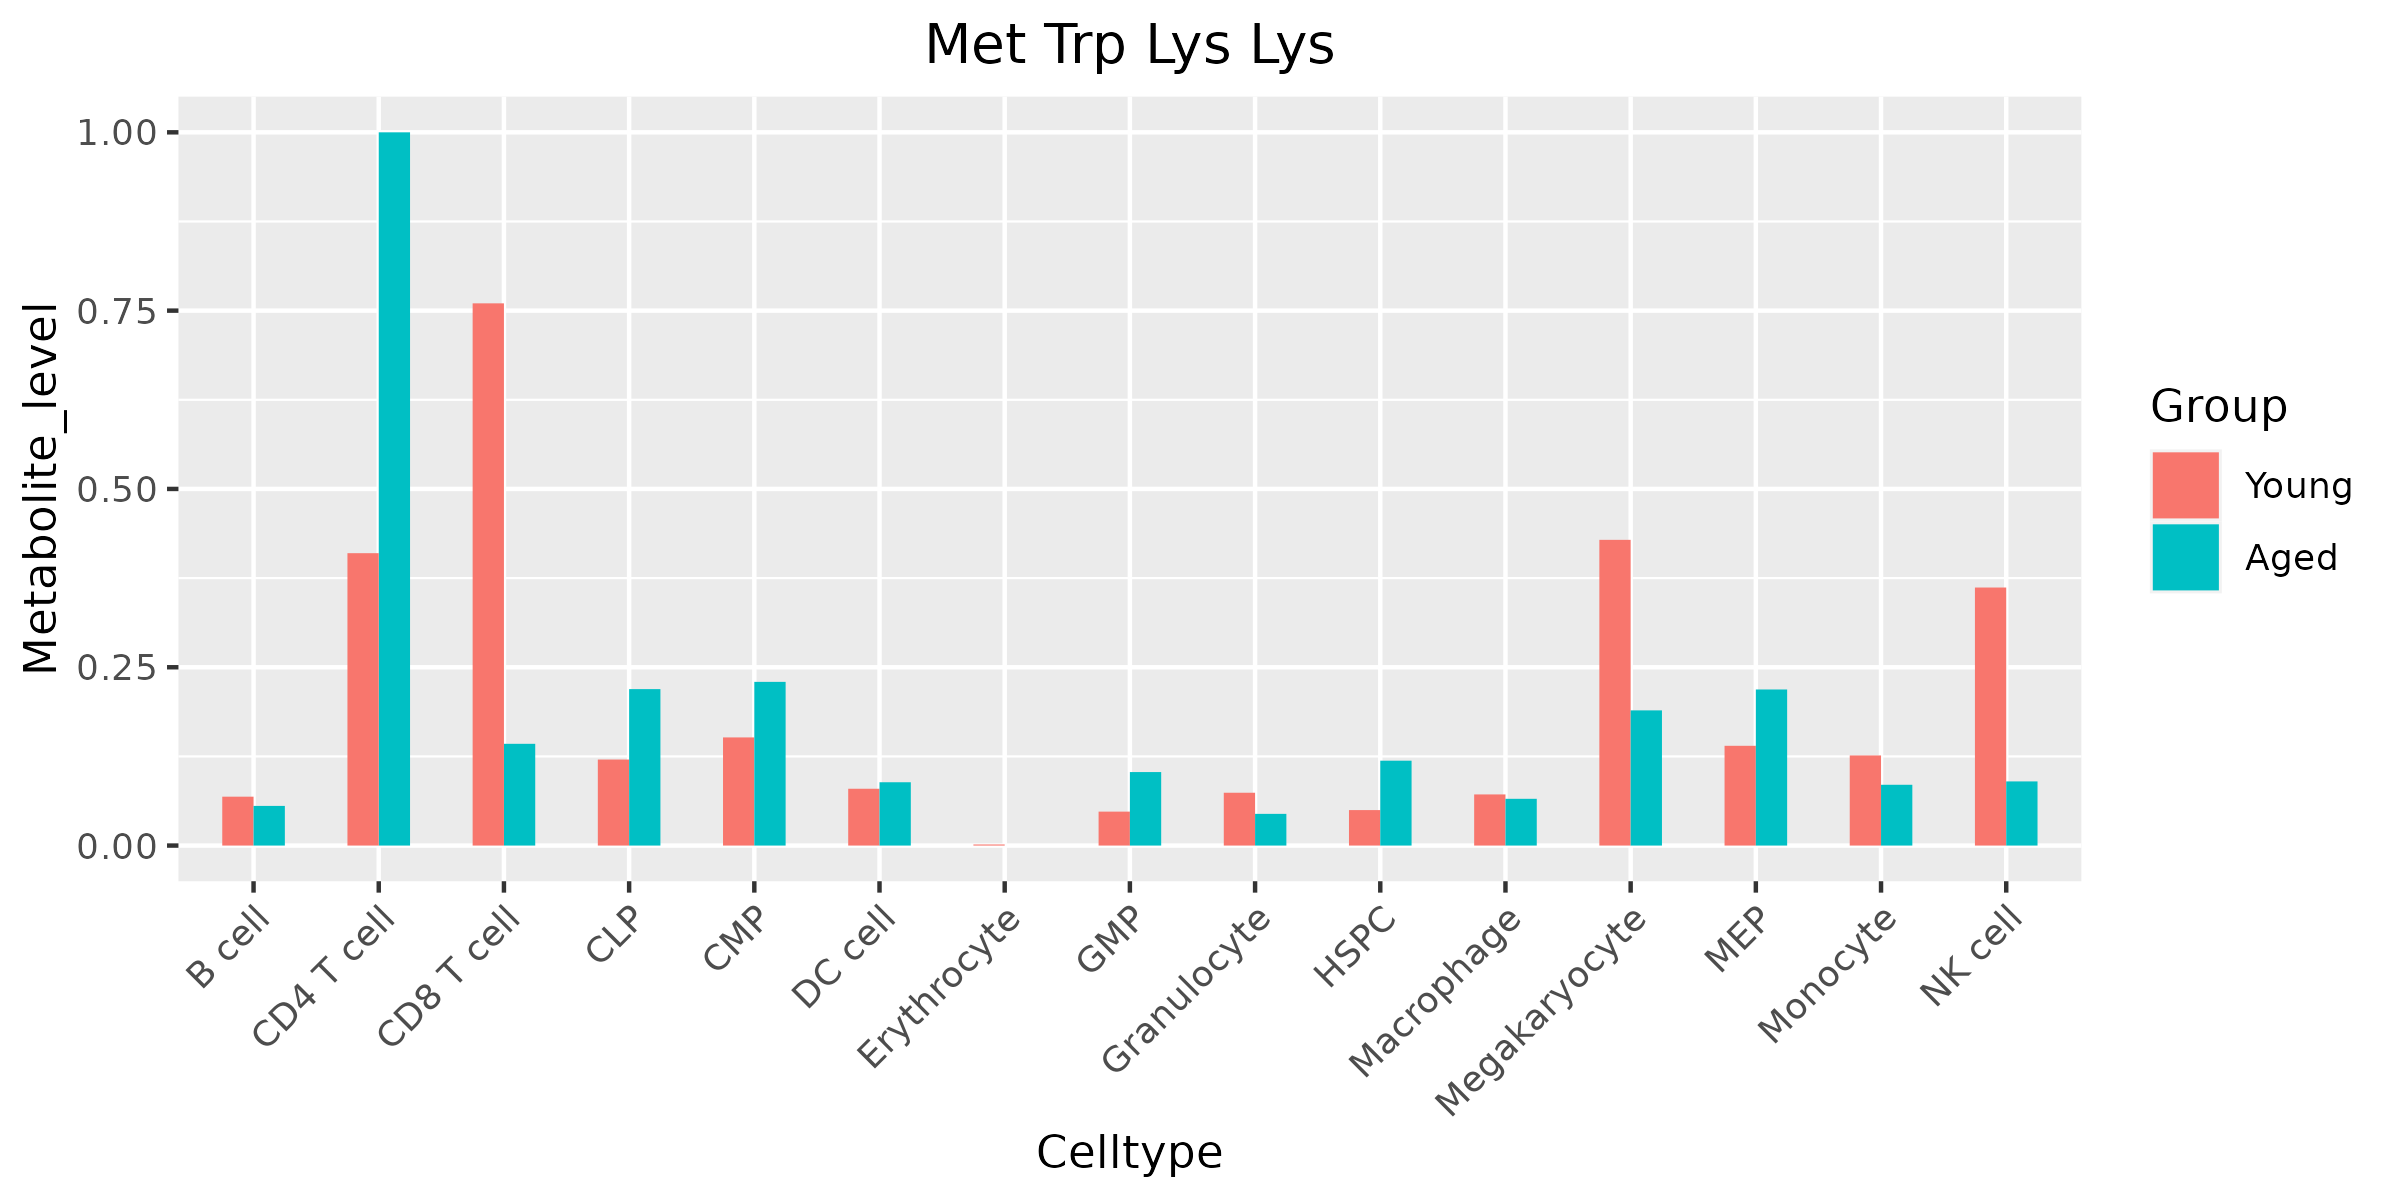 Met Trp Lys Lys
Metabolite_level
1.00
0.75
0.50
0.25
0.00
B cell
CD4 T cell
CD8 T cell
CLP
CMP
DC cell
Erythrocyte
GMP
Granulocyte
HSPC
Macrophage
Megakaryocyte
MEP
Monocyte
NK cell
Celltype
Group
Young
Aged